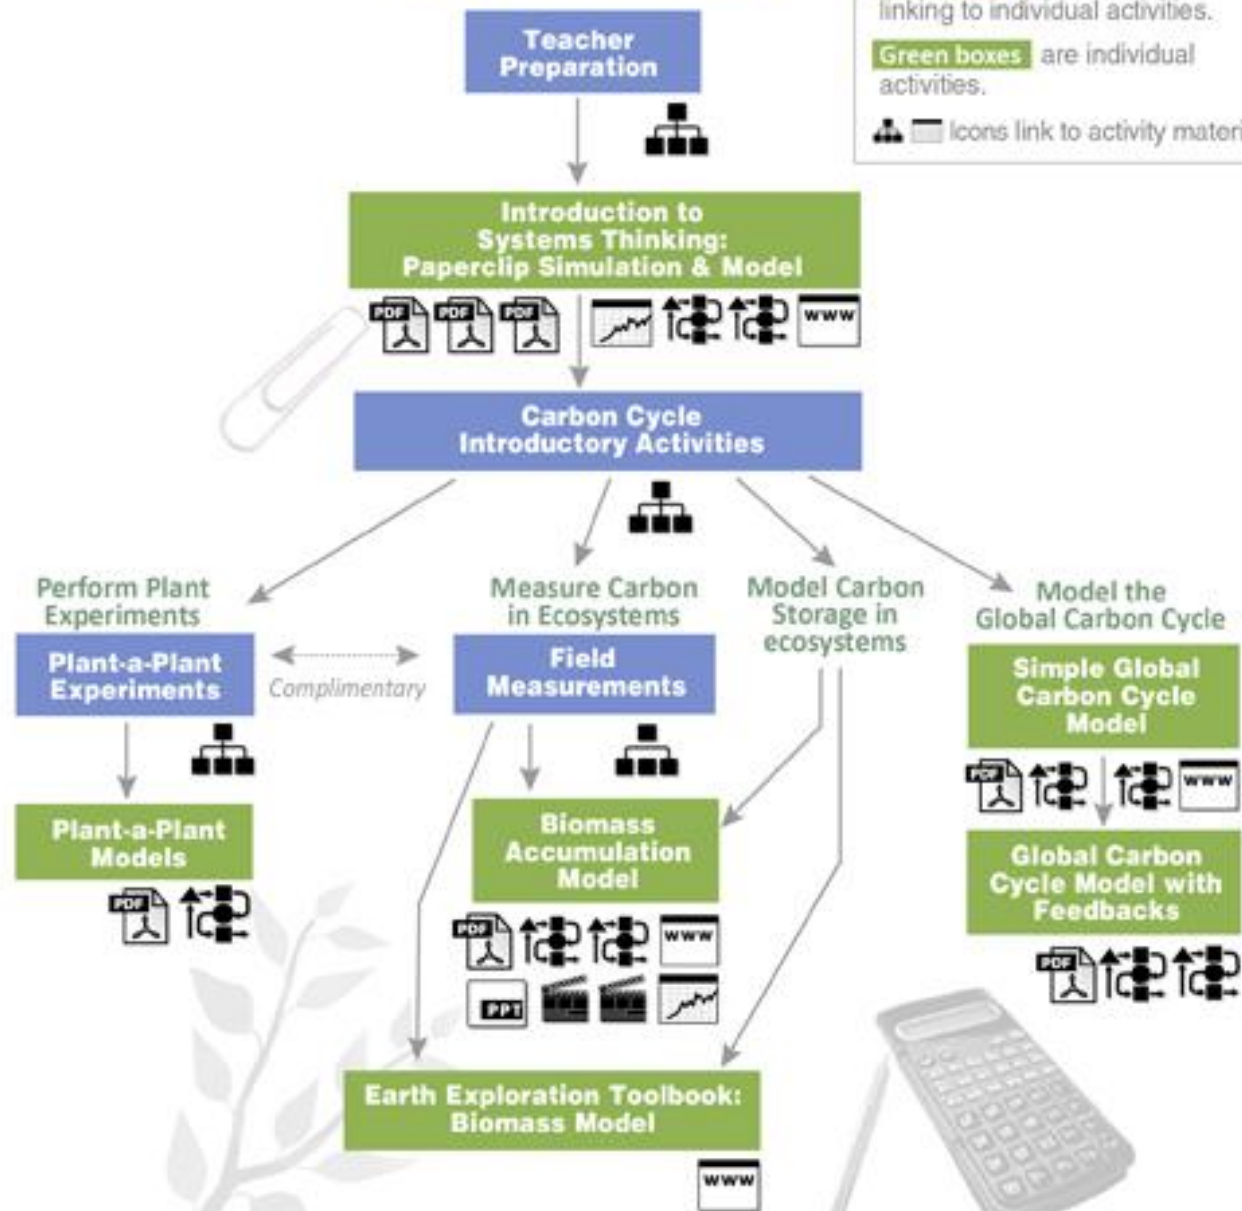 linking to individual activities.
Green boxes are individual
activities.
Icons link to activity
Teacher
Preparation
Introduction to
Systems Thinking:
Paperclip Simulation & Model
PDF PDF PDF www
Carbon Cycle
Introductory Activities
Perform Plant
Experiments
Measure Carbon
in Ecosystems
Model Carbon
Storage in
ecosystems
Model the
Global Carbon Cycle
Plant-a-Plant
Experiments
Complimentary
Field
Measurements
Simple Global
Carbon Cycle
Model
PDF www
Plant-a-Plant
Models
PDF
Biomass
Accumulation
Model
PDF www
PPT
Global Carbon
Cycle Model with
Feedbacks
PDF
Earth Exploration Toolbook:
Biomass Model
www